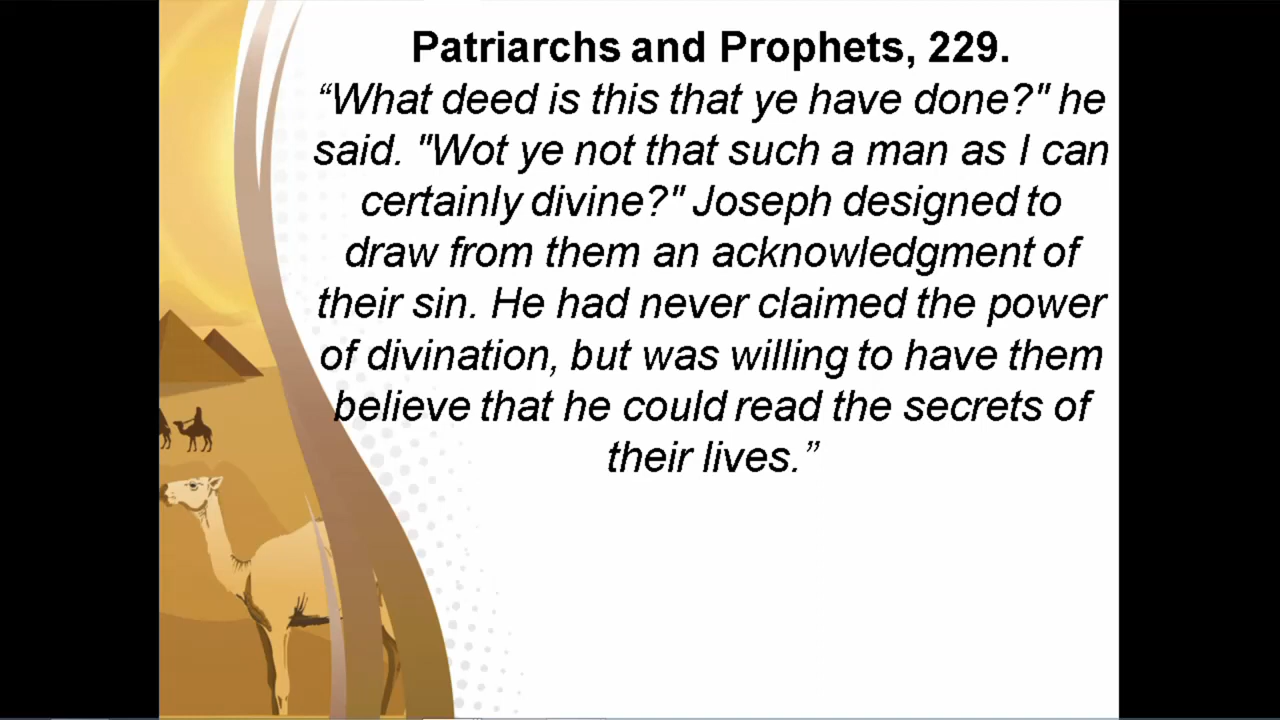 Patriarchs and Prophets, 229.
“What deed is this that ye have done?" he
said. "Wot ye not that such a man as I can
certainly divine?" Joseph designed to
draw from them an acknowledgment of
their sin. He had never claimed the power
of divination, but was willing to have them
believe that he could read the secrets of
their lives.”